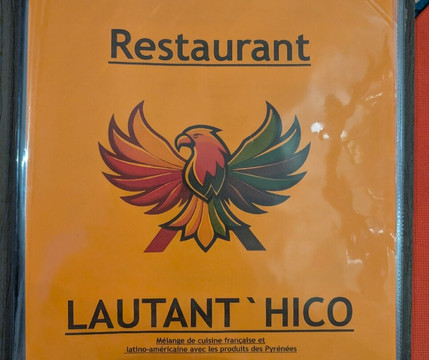 Restaurant
LAUTANT`HICO
Mélange de cuisine française et
latino-américaine avec les produits des Pyrénées